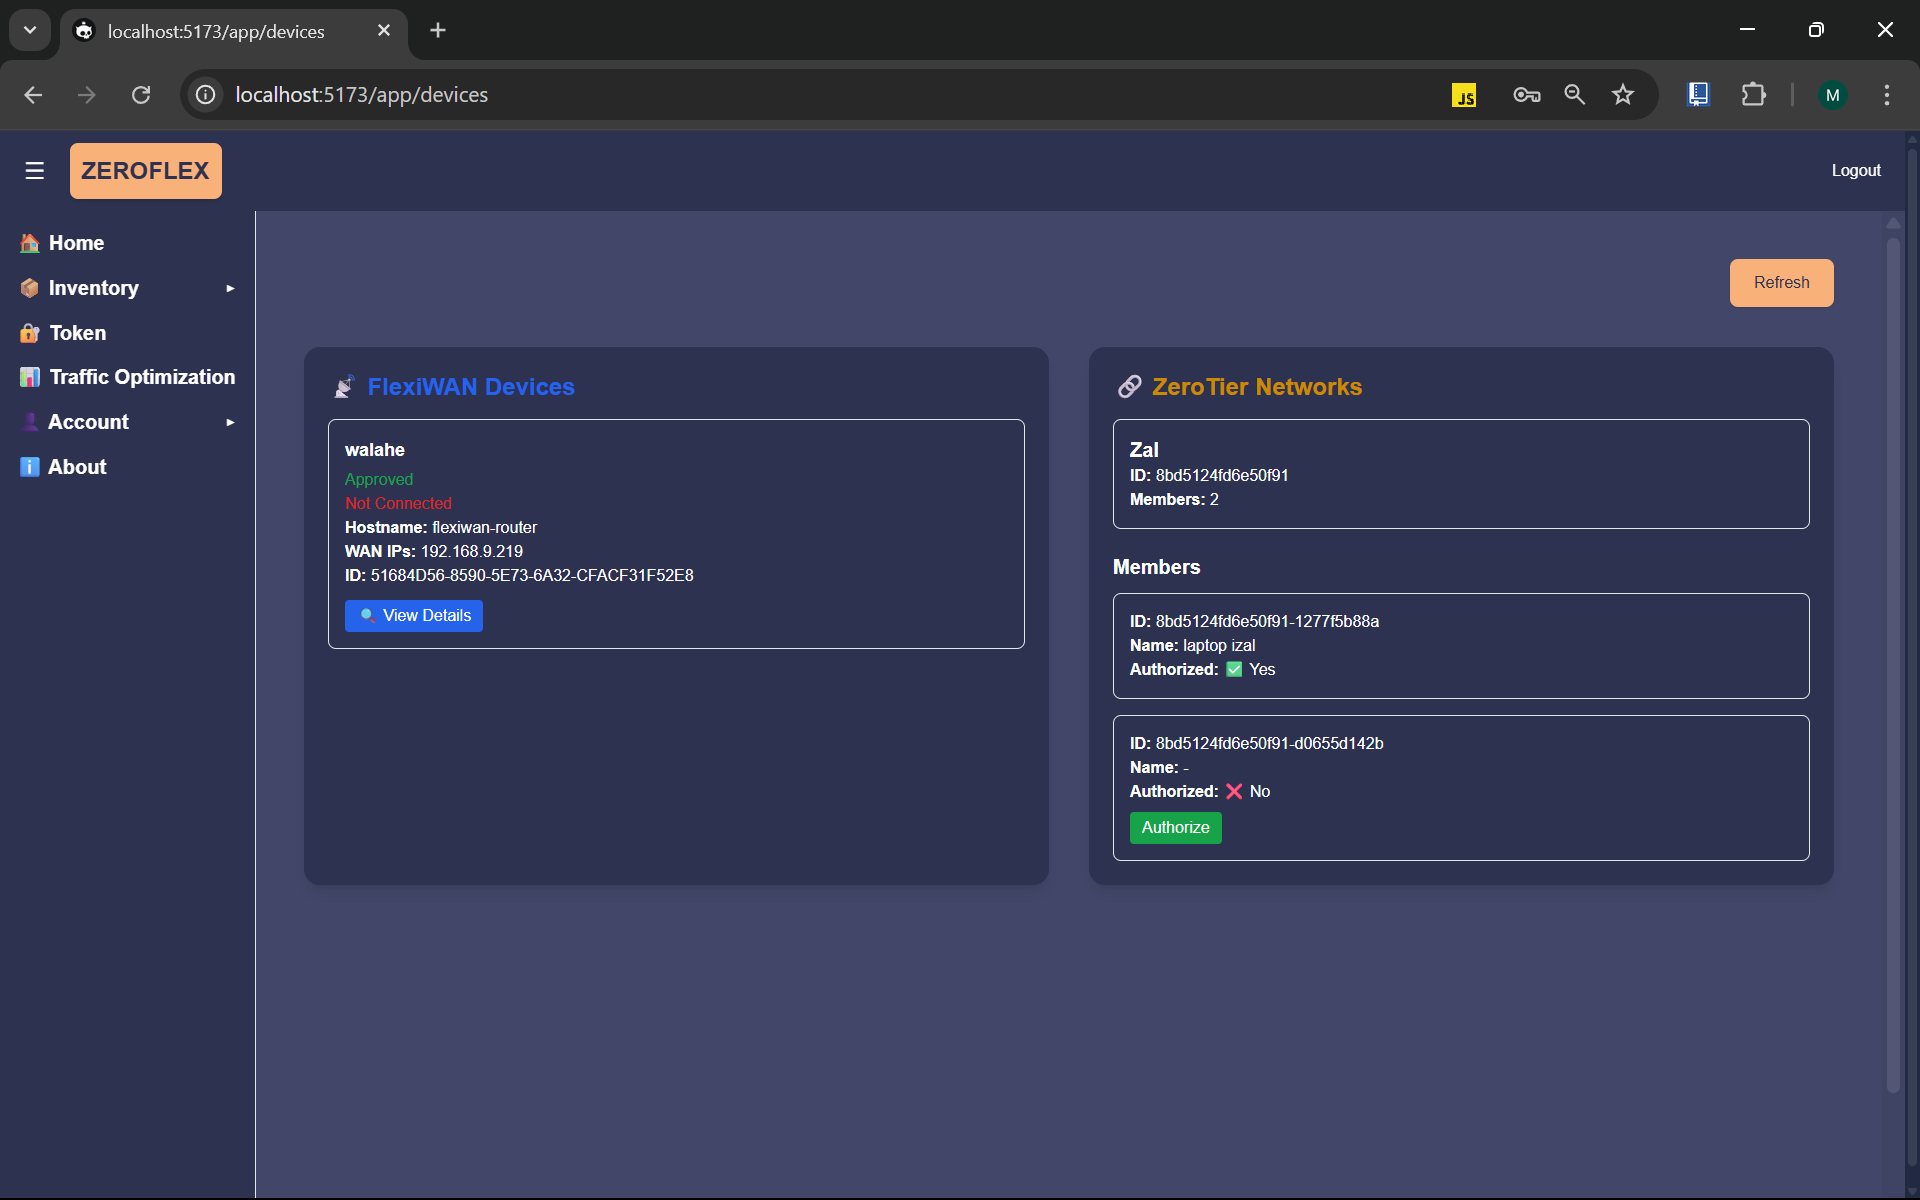 localhost:5173/app/devices
localhost:5173/app/devices
JS
M
ZEROFLEX
Logout
Home
Inventory
Token
Traffic Optimization
Account
About
Refresh
FlexiWAN Devices
walahe
Approved
Not Connected
Hostname: flexiwan-router
WAN IPs: 192.168.9.219
ID: 51684D56-8590-5E73-6A32-CFACF31F52E8
View Details
ZeroTier Networks
Zal
ID: 8bd5124fd6e50f91
Members: 2
Members
ID: 8bd5124fd6e50f91-1277f5b88a
Name: laptop izal
Authorized: ✅ Yes
ID: 8bd5124fd6e50f91-d0655d142b
Name: -
Authorized: ❌ No
Authorize